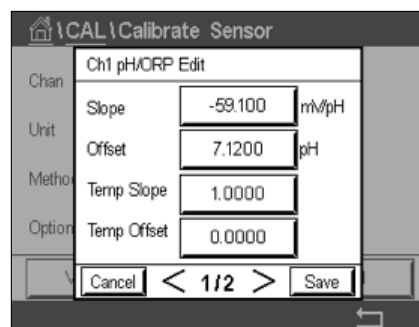 \CAL\Calibrate Sensor
Ch1 pH/ORP Edit
Chan
Unit
Metho
Option
Slope -59.100 mV/pH
Offset 7.1200 pH
Temp Slope 1.0000
Temp Offset 0.0000
Cancel < 1/2 > Save